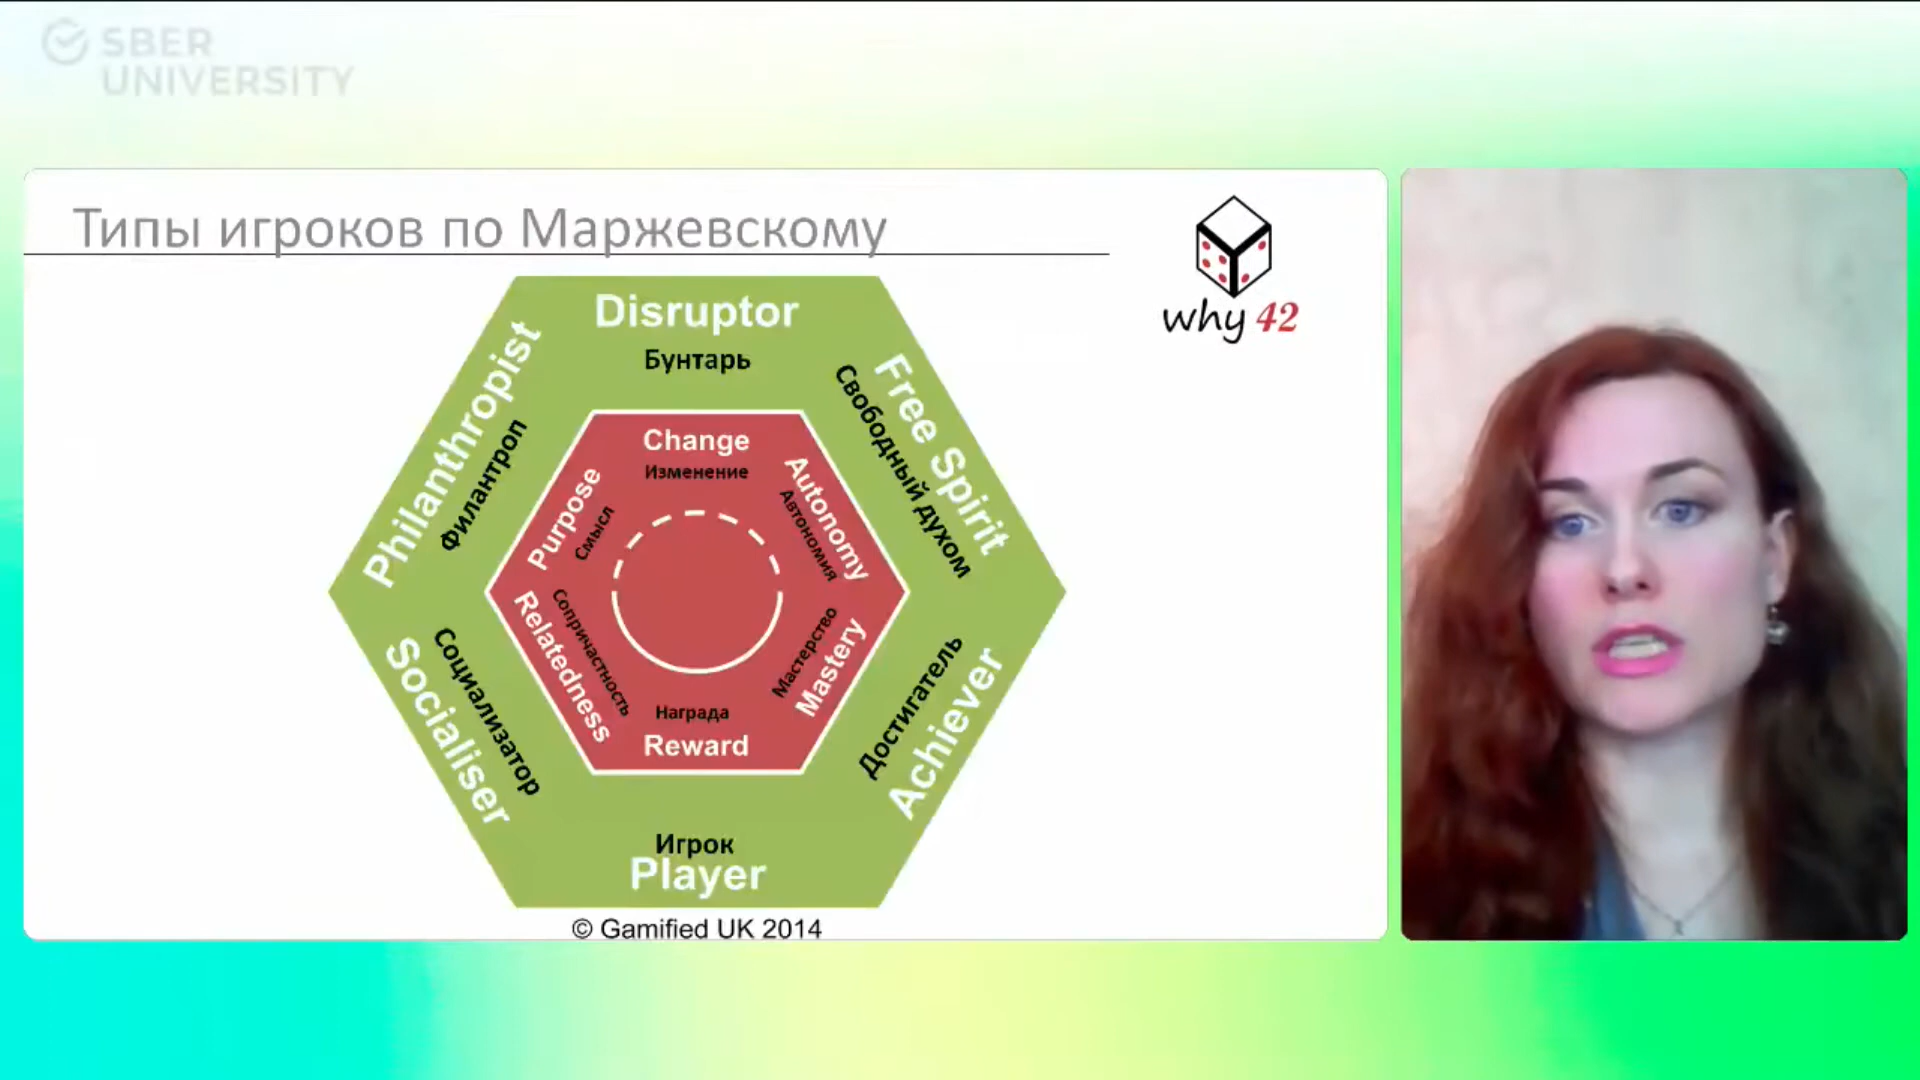 SBER
UNIVERSITY
Типы игроков по Маржевскому
why 42
Disruptor
Бунтарь
Philanthropist
Филантроп
Free Spirit
Свободный духом
Change
Изменение
Purpose
Смысл
Autonomy
Автономия
Relatedness
Сопричастность
Mastery
Мастерство
Награда
Reward
Socialiser
Социализатор
Достигатель
Achiever
Игрок
Player
© Gamified UK 2014